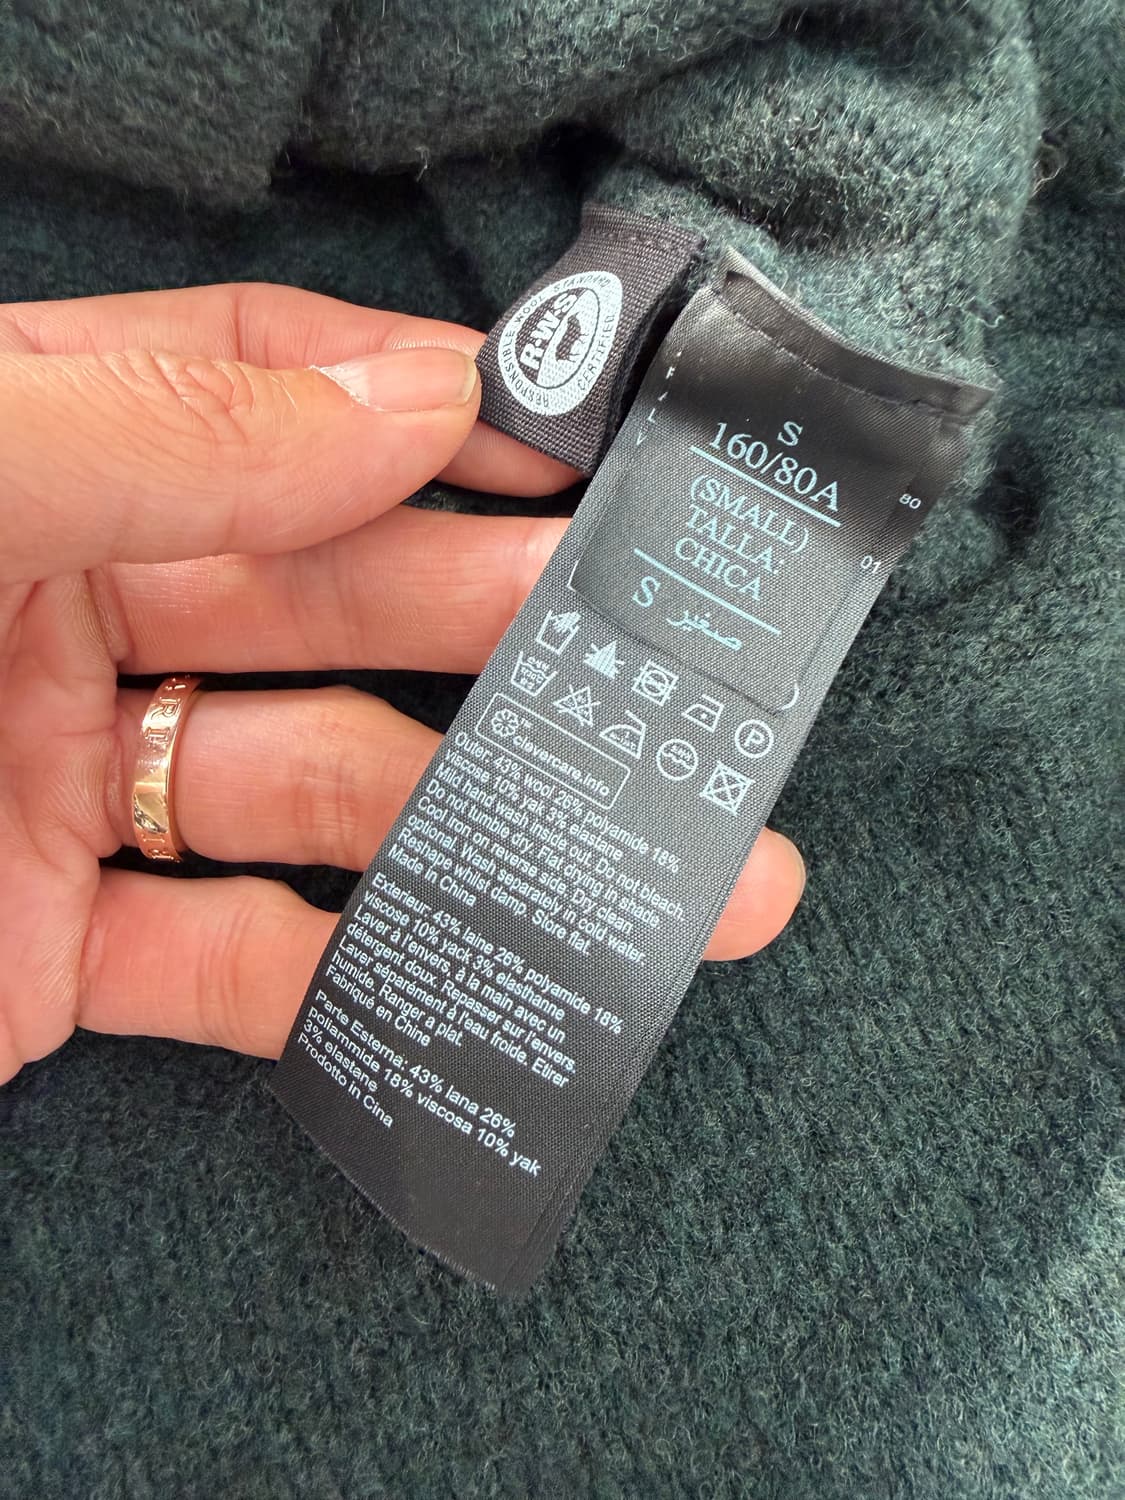 RESPONSIBLE WOOL STANDARD
R·W·S
CERTIFIED
S
160/80A
(SMALL)
TALLA:
CHICA
S صغير
80
01
P
clevercare.info
Outer: 43% wool 26% polyamide 18%
viscose 10% yak 3% elastane
Mild hand wash inside out. Do not bleach.
Do not tumble dry. Flat drying in shade
Cool iron on reverse side. Dry clean
optional. Wash separately in cold water.
Reshape whilst damp. Store flat.
Made in China
Exterieur: 43% laine 26% polyamide 18%
viscose 10% yack 3% elasthanne
Laver à l'envers, à la main avec un
détergent doux. Repasser sur l'envers.
Laver séparément à l'eau froide. Etirer
humide. Ranger a plat.
Fabriqué en Chine
Parte Esterna: 43% lana 26%
poliammide 18% viscosa 10% yak
3% elastane
Prodotto in Cina